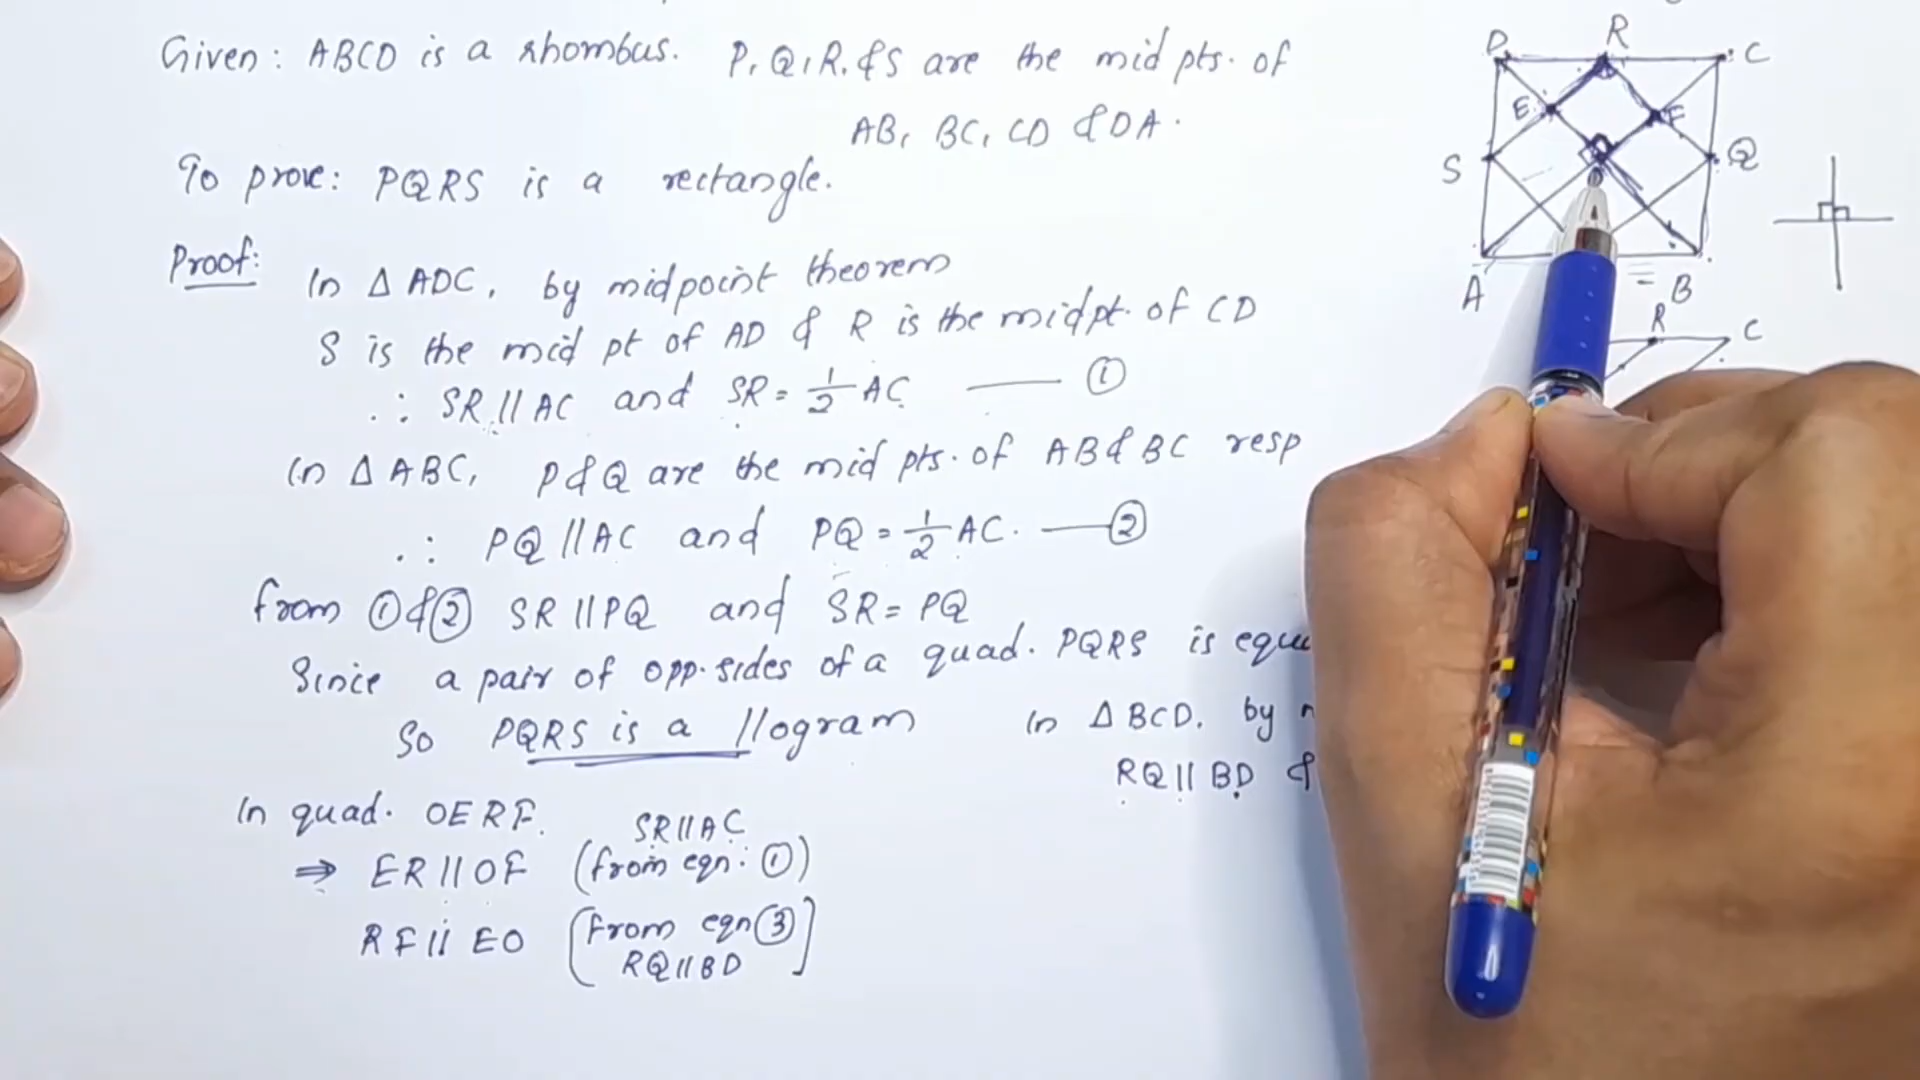 Given: ABCD is a rhombus. P, Q, R, & S are the mid pts. of
AB, BC, CD & DA.
To prove: PQRS is a rectangle.
Proof:
In Δ ADC, by midpoint theorem
S is the mid pt of AD & R is the midpt. of CD
∴ SR // AC and SR = 1/2 AC ——— ①
In Δ ABC, P & Q are the mid pts. of AB & BC resp
∴ PQ // AC and PQ = 1/2 AC. ——— ②
from ① & ② SR // PQ and SR = PQ
Since a pair of opp. sides of a quad. PQRS is
So PQRS is a //ogram
In Δ BCD, by
RQ // BD &
In quad. OERF.
SR // AC
⇒ ER // OF (from eqn: ①)
RF // EO [from eqn ③
RQ // BD]
D R C
E F
S Q
A B
R C